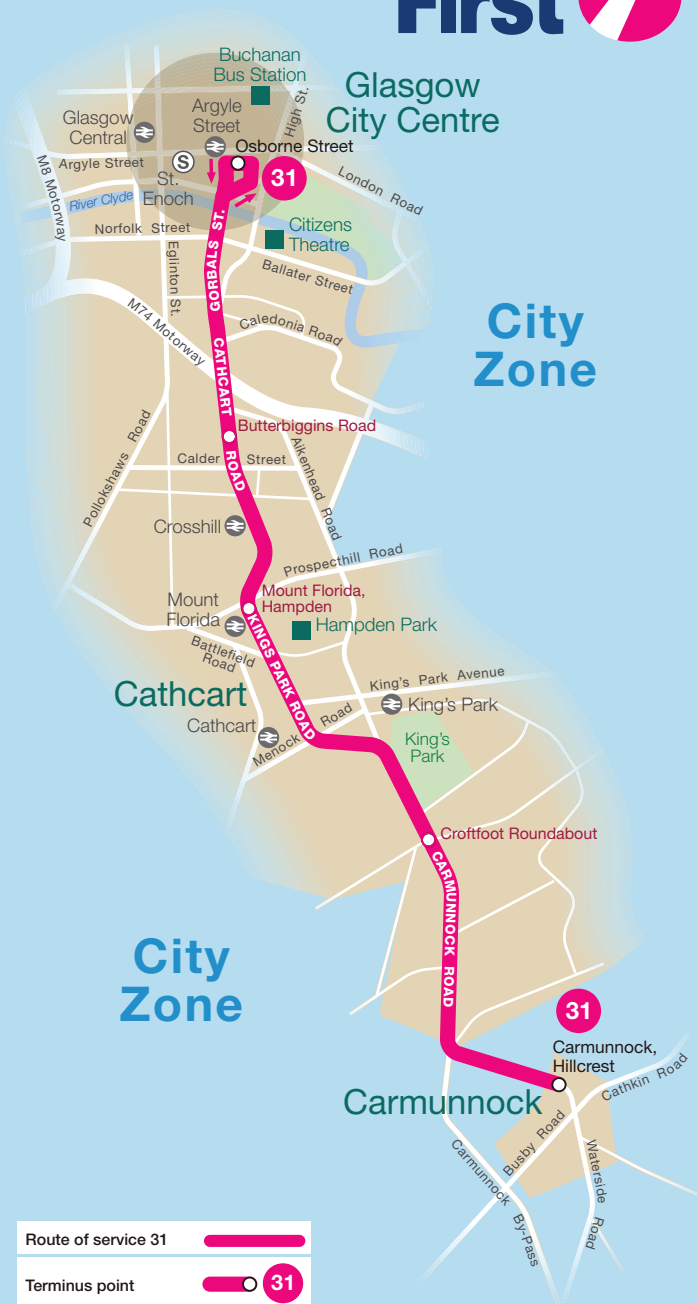 First
Buchanan
Bus Station
Glasgow
City Centre
Glasgow
Central
Argyle
Street
High St.
Osborne Street
31
Argyle Street
S
St.
Enoch
London Road
M8 Motorway
River Clyde
Norfolk Street
Citizens
Theatre
GORBALS ST.
Eglinton St.
Ballater Street
City
Zone
M74 Motorway
Caledonia Road
CATHCART ROAD
Butterbiggins Road
Pollokshaws Road
Calder Street
Aikenhead Road
Crosshill
Prospecthill Road
Mount Florida,
Hampden
Mount
Florida
Hampden Park
KINGS PARK ROAD
Battlefield
Road
Cathcart
King's Park Avenue
King's Park
Cathcart
Menock Road
King's
Park
Croftfoot Roundabout
CARMUNNOCK ROAD
City
Zone
31
Carmunnock,
Hillcrest
Cathkin Road
Carmunnock
Busby Road
Carmunnock By-Pass
Waterside Road
Route of service 31
Terminus point
31